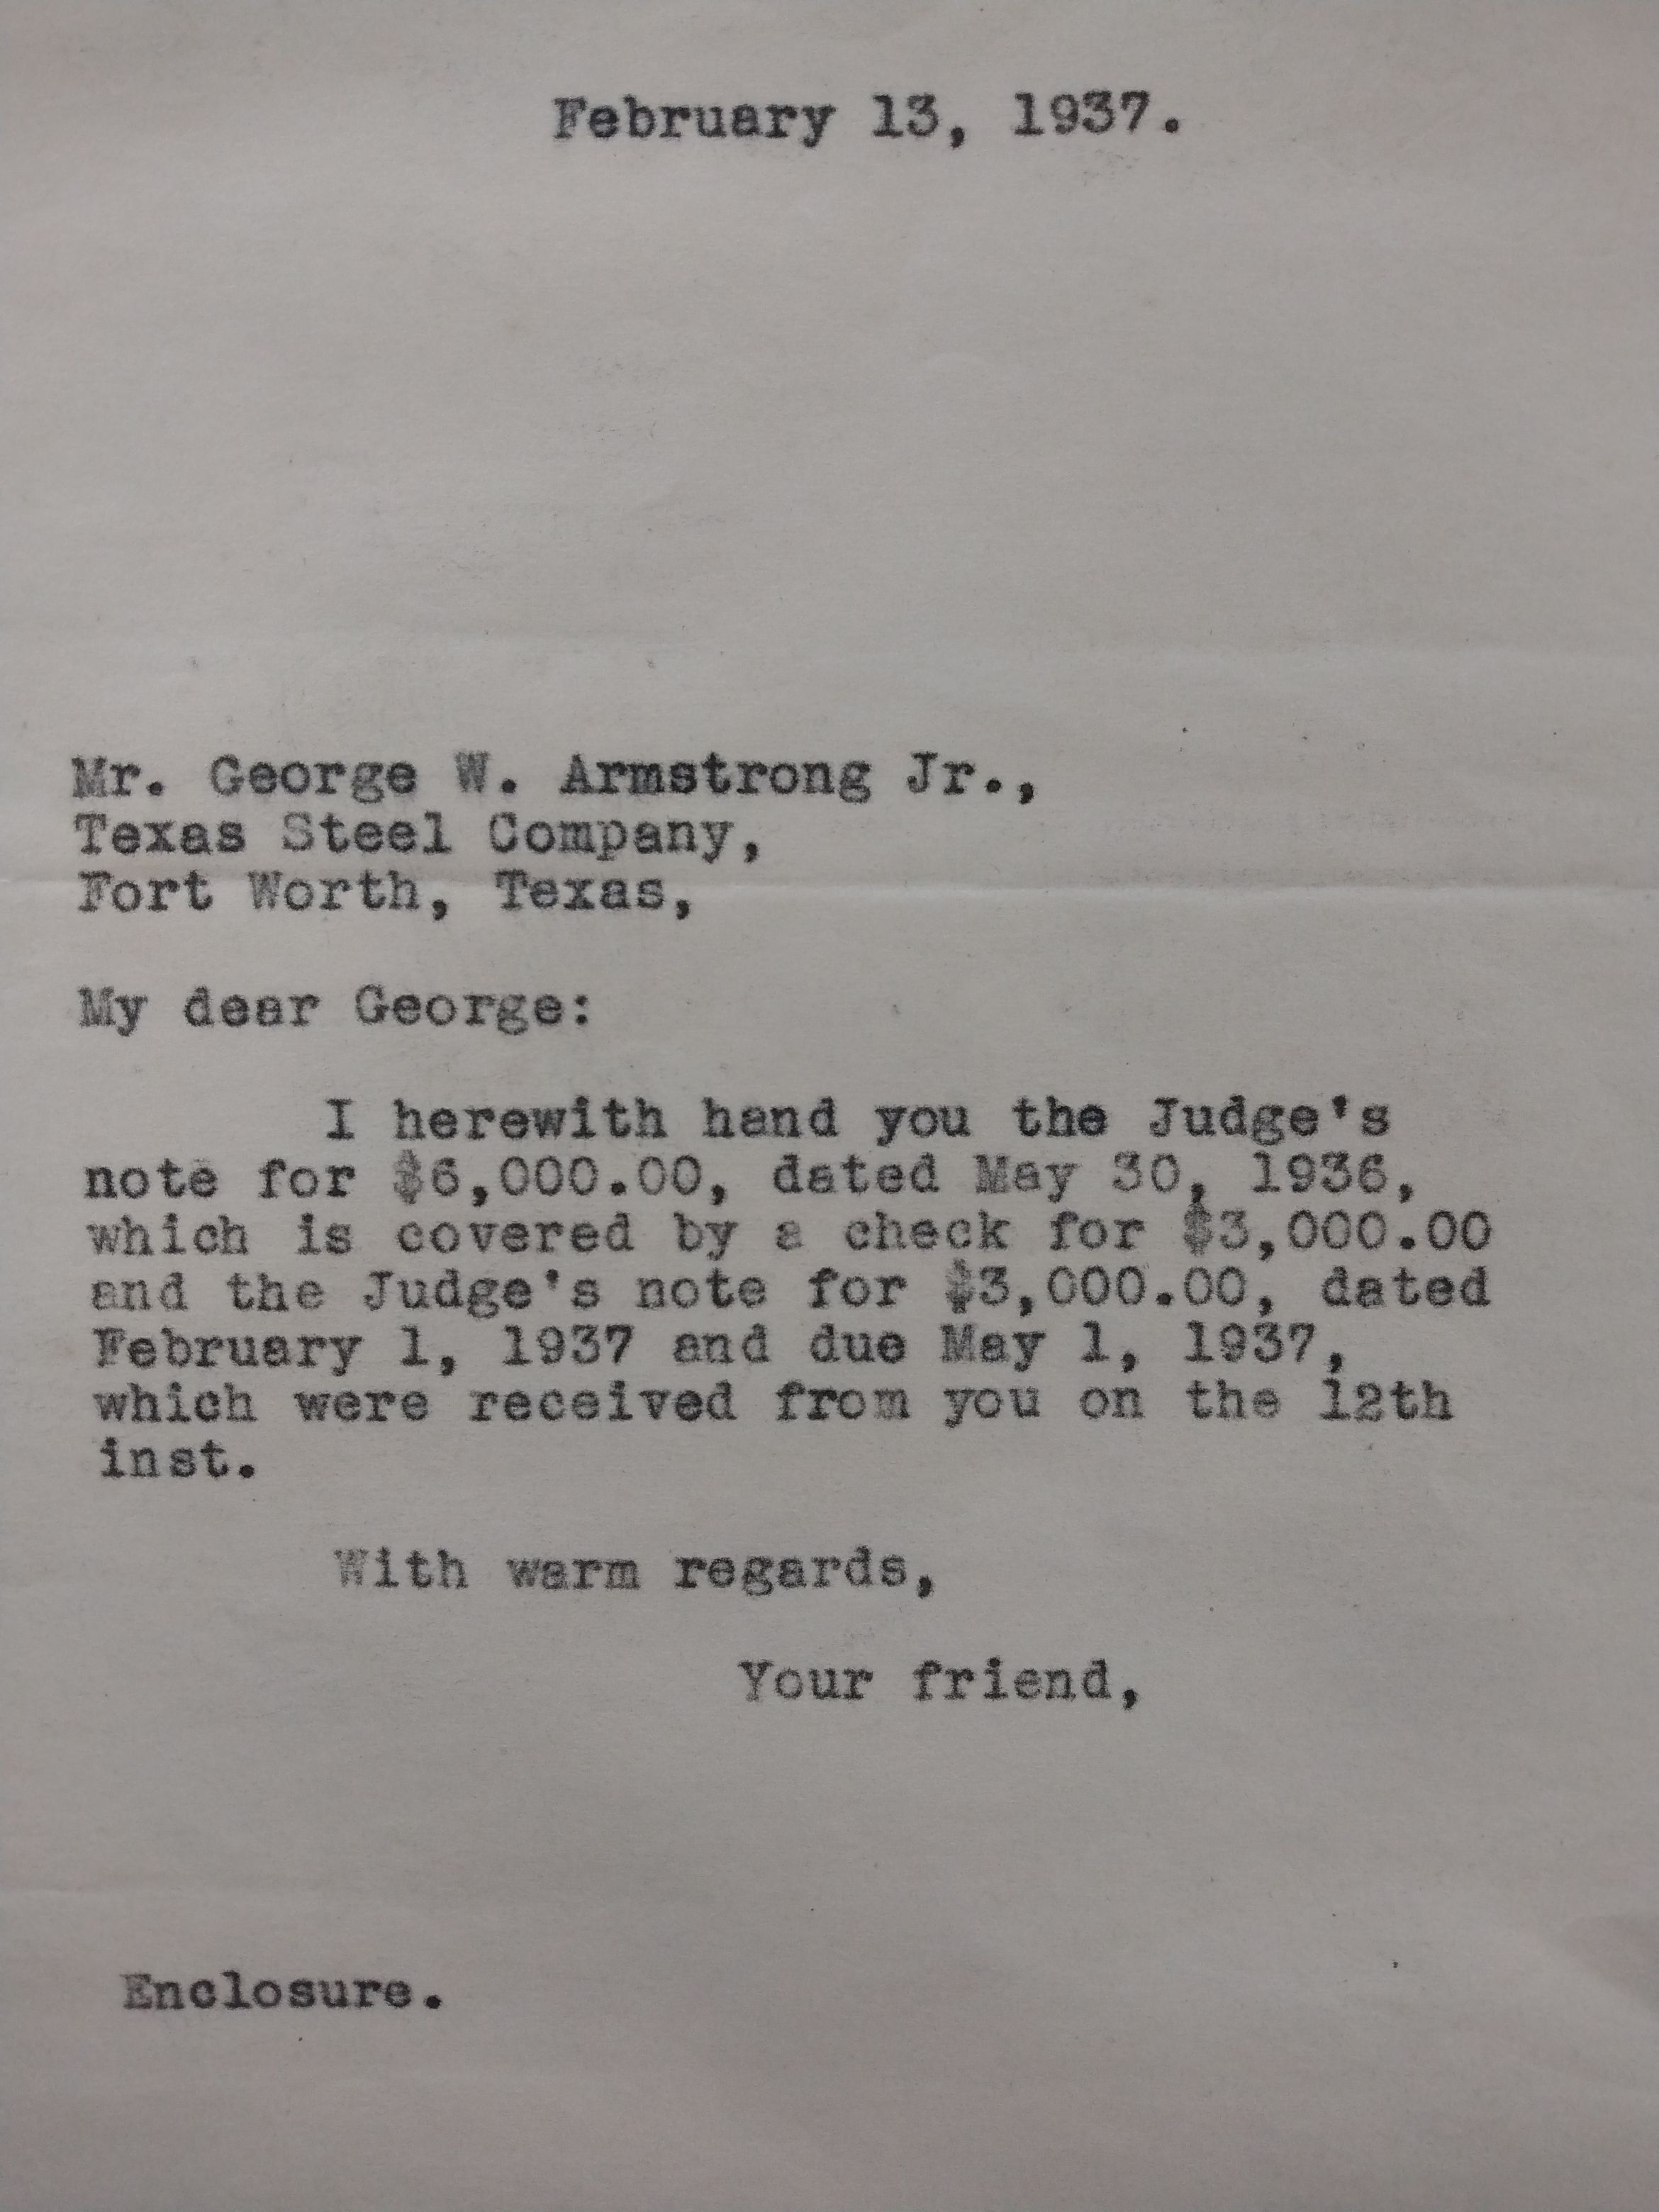 February 13, 1937.
Mr. George W. Armstrong Jr.,
Texas Steel Company,
Fort Worth, Texas,
My dear George:
I herewith hand you the Judge's
note for $6,000.00, dated May 30, 1936,
which is covered by a check for $3,000.00
and the Judge's note for $3,000.00, dated
February 1, 1937 and due May 1, 1937,
which were received from you on the 12th
inst.
With warm regards,
Your friend,
Enclosure.